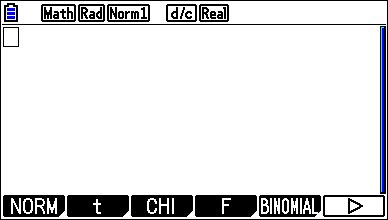 Math Rad Norm1 d/c Real
NORM t CHI F BINOMIAL